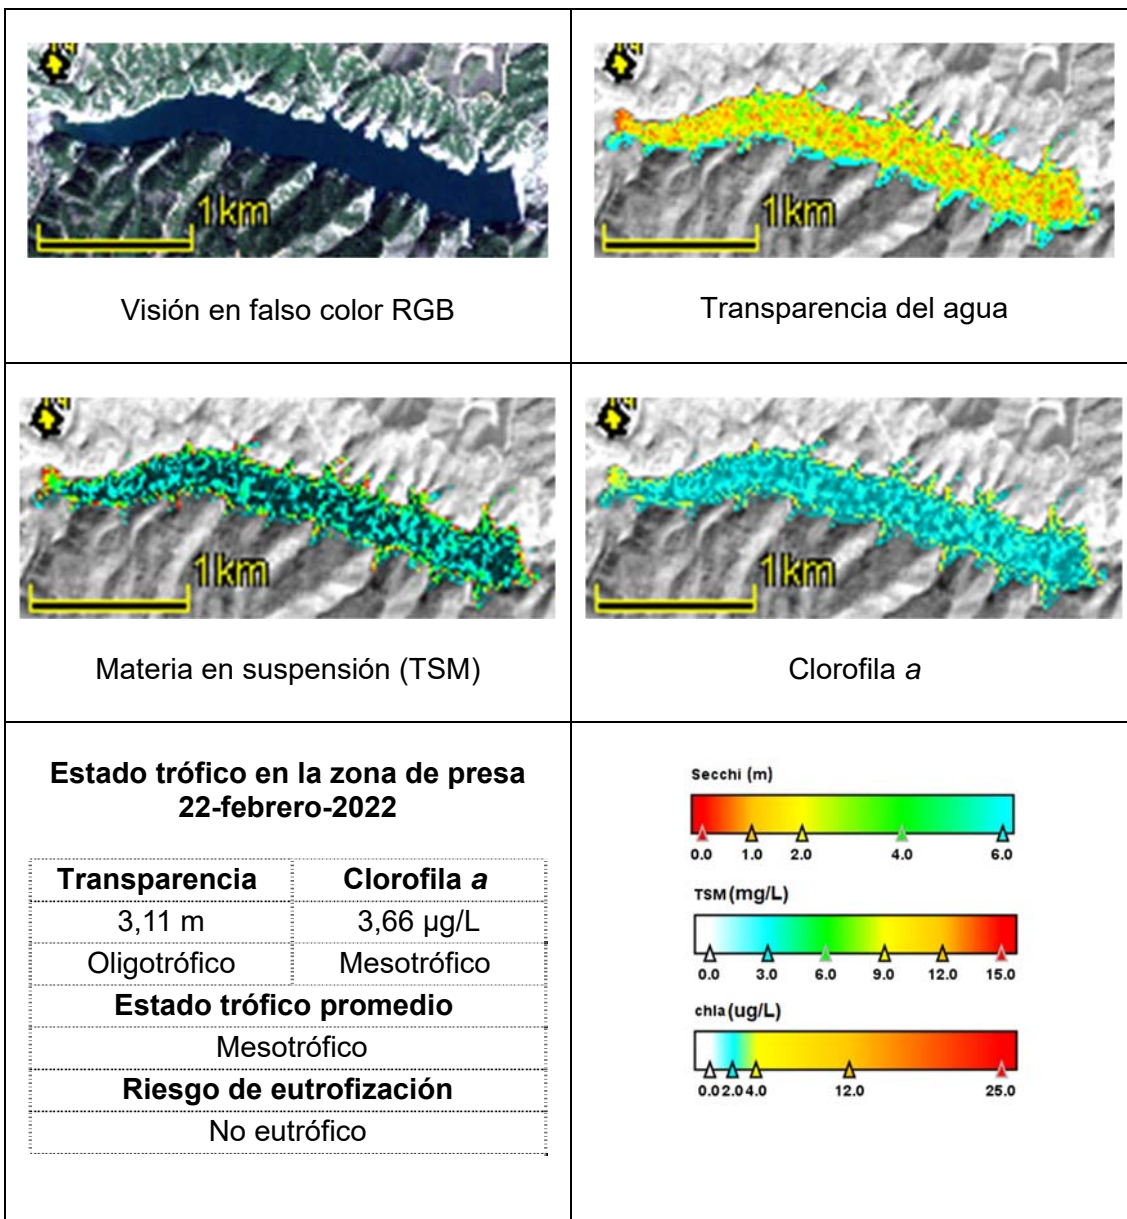 1km
1km
Visión en falso color RGB
Transparencia del agua
1km
1km
Materia en suspensión (TSM)
Clorofila a
Estado trófico en la zona de presa
22-febrero-2022
Transparencia Clorofila a
3,11 m 3,66 µg/L
Oligotrófico Mesotrófico
Estado trófico promedio
Mesotrófico
Riesgo de eutrofización
No eutrófico
Secchi (m)
0.0 1.0 2.0 4.0 6.0
TSM (mg/L)
0.0 3.0 6.0 9.0 12.0 15.0
chla (ug/L)
0.0 2.0 4.0 12.0 25.0